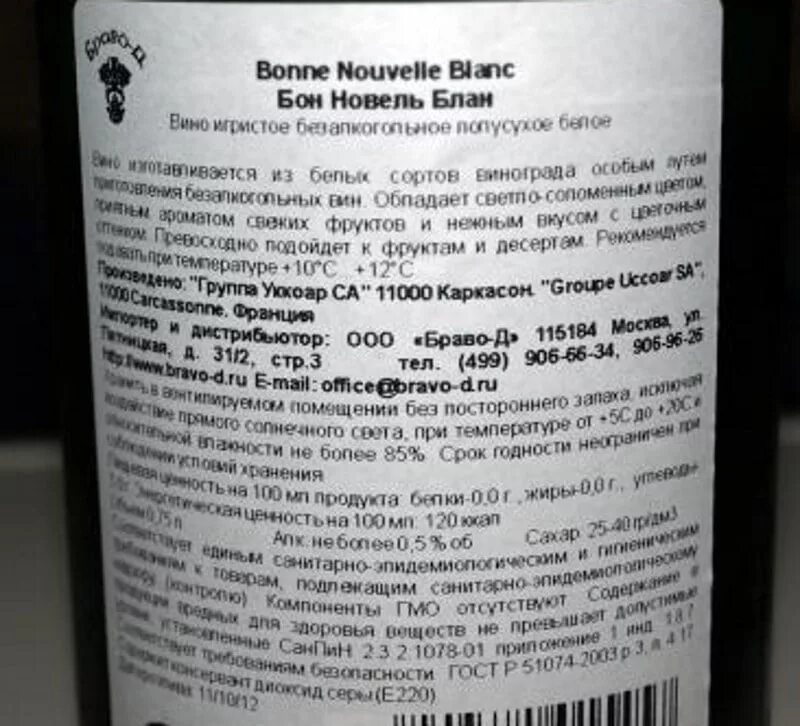 Браво-Д
Bonne Nouvelle Blanc
Бон Новель Блан
Вино игристое безалкогольное полусухое белое
Вино изготавливается из белых сортов винограда особым путем
приготовления безалкогольных вин. Обладает светло-соломенным цветом,
приятным ароматом свежих фруктов и нежным вкусом с цветочным
оттенком. Превосходно подойдет к фруктам и десертам. Рекомендуется
подавать при температуре +10°С...+12°С
Произведено: "Группа Уккоар СА" 11000 Каркасон. "Groupe Uccoar SA",
11000 Carcassonne, Франция
Импортер и дистрибьютор: ООО «Браво-Д» 115184 Москва, ул.
Пятницкая, д. 31/2, стр.3 тел. (499) 906-66-34, 906-96-26
http://www.bravo-d.ru E-mail: office@bravo-d.ru
Хранить в вентилируемом помещении без постороннего запаха, исключая
воздействие прямого солнечного света, при температуре от +5С до +20С и
относительной влажности не более 85% Срок годности неограничен при
соблюдении условий хранения
Пищевая ценность на 100 мл продукта: белки-0,0 г., жиры-0,0 г., углевод
Энергетическая ценность на 100 мл: 120 ккал
Объем 0,75 л Алк. не более 0,5 % об Сахар 25-40 гр/дм3
Соответствует единым санитарно-эпидемиологическим и гигиеническим
требованиям к товарам, подлежащим санитарно-эпидемиологическому
надзору (контролю) Компоненты ГМО отсутствуют Содержание в
продукции вредных для здоровья веществ не превышает допустимые
установленные СанПиН 2.3.2.1078-01 приложение 1 инд. 1.8.7
Соответствует требованиям безопасности ГОСТ Р 51074-2003 р.3, п. 4.17
Содержит консервант диоксид серы (Е220)
11/10/12